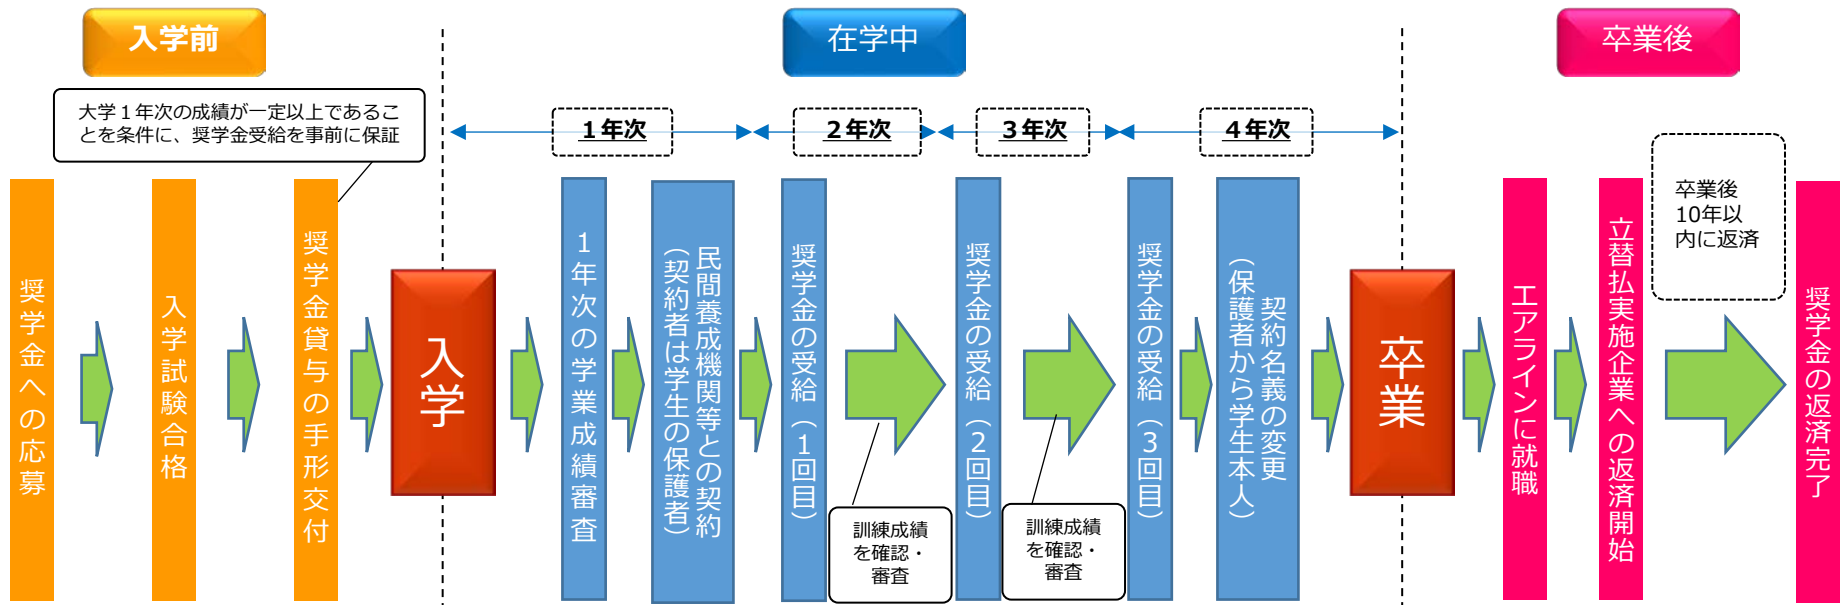 入学前
在学中
卒業後
大学１年次の成績が一定以上であるこ
とを条件に、奨学金受給を事前に保証
１年次
２年次
３年次
４年次
奨学金への応募
入学試験合格
奨学金貸与の手形交付
入学
１年次の学業成績審査
民間養成機関等との契約
（契約者は学生の保護者）
奨学金の受給（１回目）
訓練成績
を確認・
審査
奨学金の受給（２回目）
訓練成績
を確認・
審査
奨学金の受給（３回目）
契約名義の変更
（保護者から学生本人）
卒業
エアラインに就職
立替払実施企業への返済開始
卒業後
10年以
内に返済
奨学金の返済完了